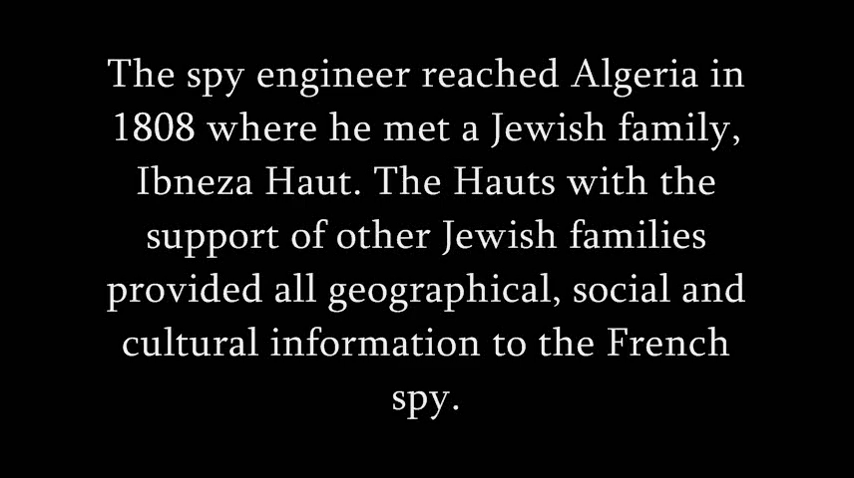 The spy engineer reached Algeria in
1808 where he met a Jewish family,
Ibneza Haut. The Hauts with the
support of other Jewish families
provided all geographical, social and
cultural information to the French
spy.